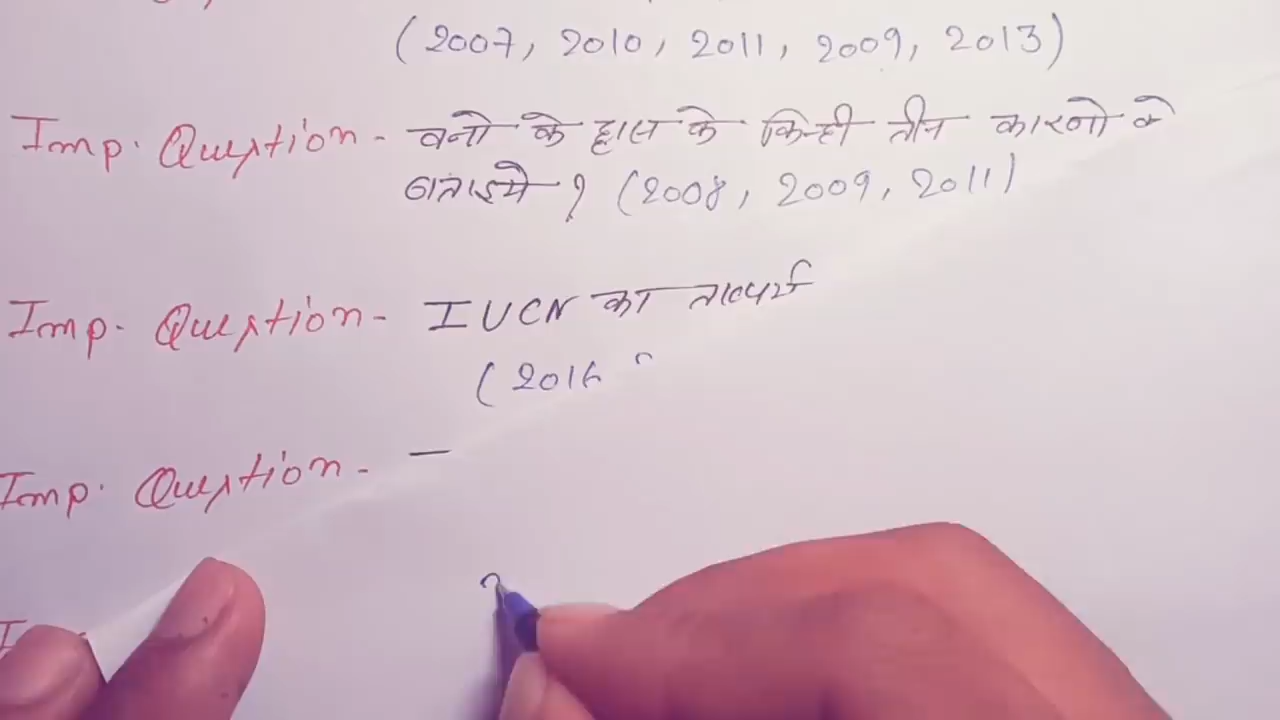 (2007, 2010, 2011, 2009, 2013)
Imp. Question - वनो के ह्रास के किन्ही तीन कारणो के
बताइये ? (2008, 2009, 2011)
Imp. Question - IUCN का तात्पर्य
(2016
Imp. Question -